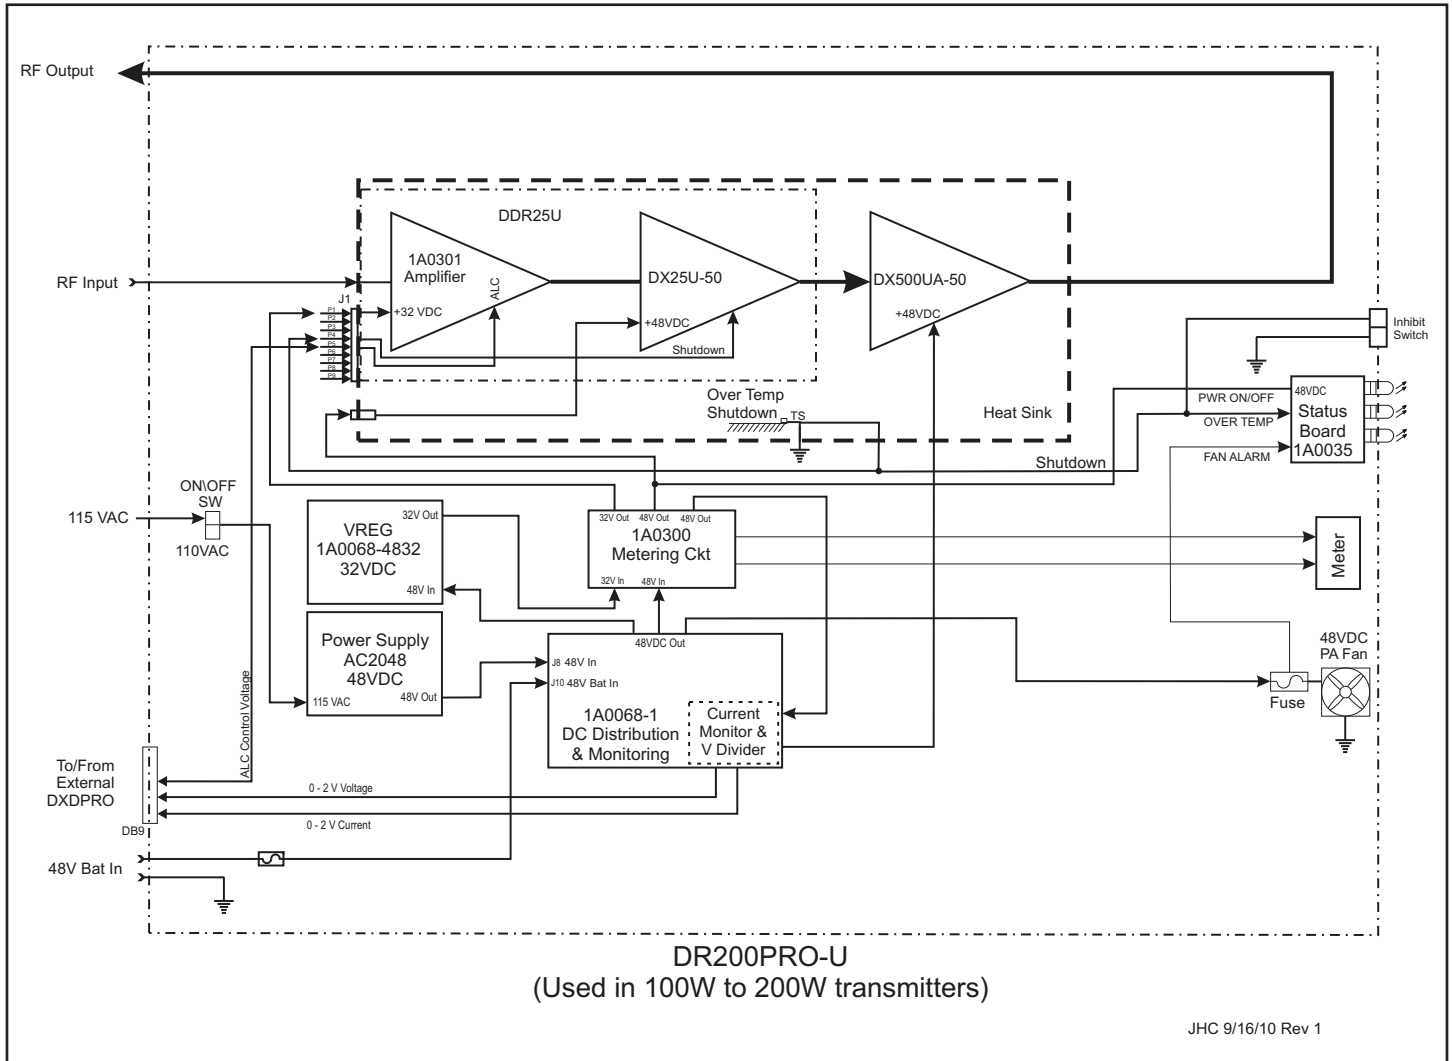 RF Output
DDR25U
1A0301
Amplifier
ALC
+32 VDC
DX25U-50
+48VDC
Shutdown
DX500UA-50
+48VDC
RF Input
J1
P1
P2
P3
P4
P5
P6
P7
P8
P9
Over Temp
Shutdown
TS
Heat Sink
Inhibit
Switch
PWR ON/OFF
OVER TEMP
FAN ALARM
48VDC
Status
Board
1A0035
Shutdown
ON\OFF
SW
115 VAC
110VAC
32V Out
VREG
1A0068-4832
32VDC
48V In
32V Out
48V Out
48V Out
1A0300
Metering Ckt
32V In
48V In
Meter
Power Supply
AC2048
48VDC
115 VAC
48V Out
48VDC Out
J8 48V In
J10 48V Bat In
1A0068-1
DC Distribution
& Monitoring
Current
Monitor &
V Divider
48VDC
PA Fan
Fuse
ALC Control Voltage
To/From
External
DXDPRO
DB9
0 - 2 V Voltage
0 - 2 V Current
48V Bat In
DR200PRO-U
(Used in 100W to 200W transmitters)
JHC 9/16/10 Rev 1